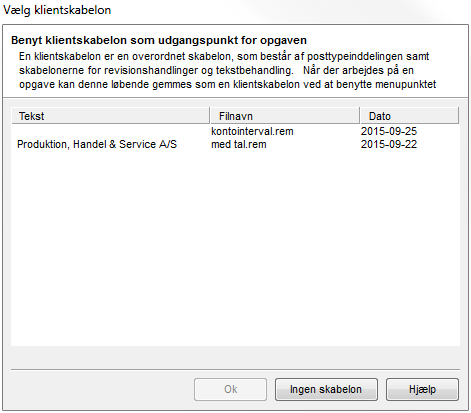 Vælg klientskabelon
Benyt klientskabelon som udgangspunkt for opgaven
En klientskabelon er en overordnet skabelon, som består af posttypeinddelingen samt
skabelonerne for revisionshandlinger og tekstbehandling. Når der arbejdes på en
opgave kan denne løbende gemmes som en klientskabelon ved at benytte menupunktet
Tekst Filnavn Dato
kontointerval.rem 2015-09-25
Produktion, Handel & Service A/S med tal.rem 2015-09-22
Ok Ingen skabelon Hjælp